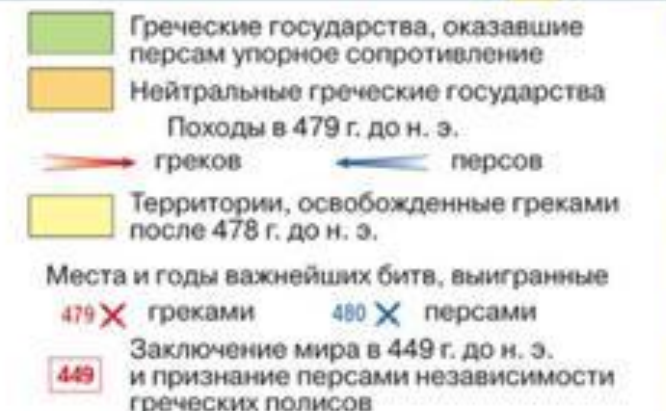 Греческие государства, оказавшие
персам упорное сопротивление
Нейтральные греческие государства
Походы в 479 г. до н. э.
греков персов
Территории, освобожденные греками
после 478 г. до н. э.
Места и годы важнейших битв, выигранные
479 греками 480 персами
Заключение мира в 449 г. до н. э.
449 и признание персами независимости
греческих полисов